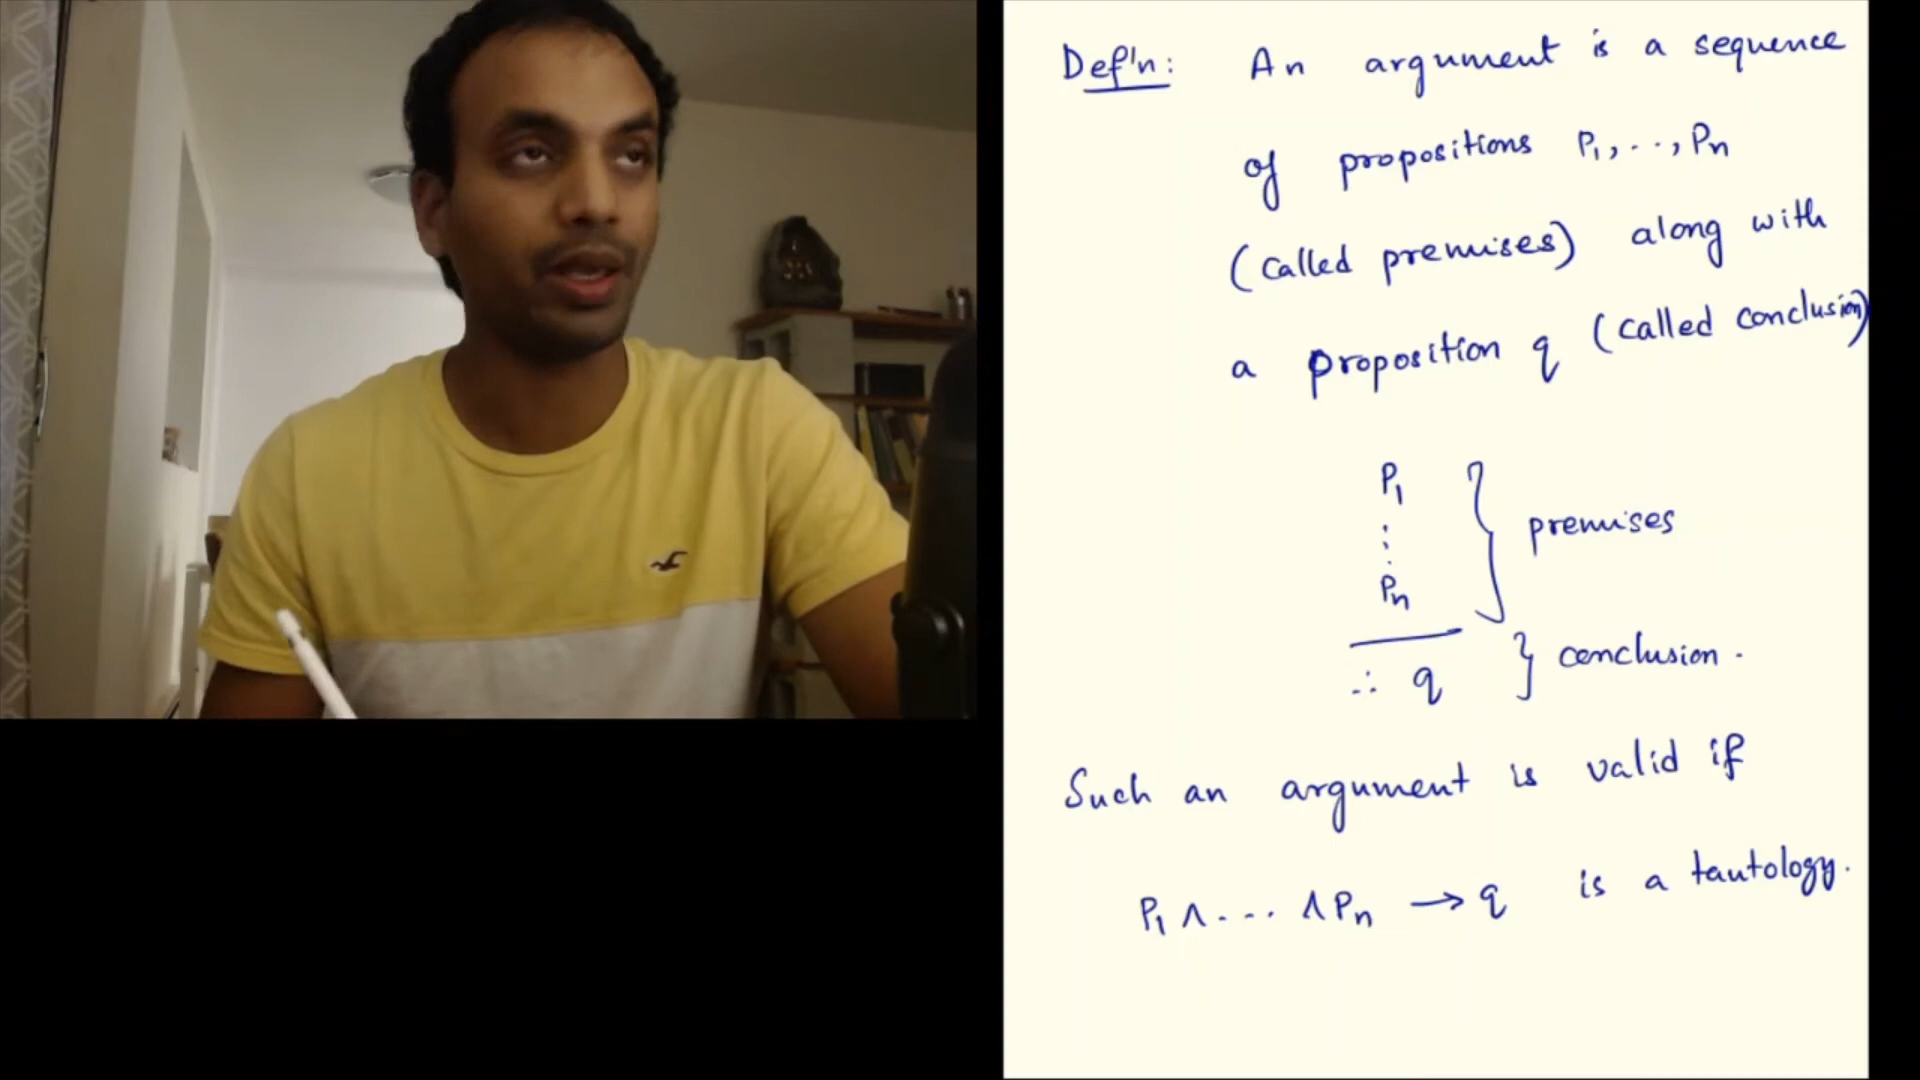 Def'n: An argument is a sequence
of propositions P₁, ..., Pₙ
(called premises) along with
a proposition q (called conclusion)
P₁
⋮
Pₙ
} premises
∴ q } conclusion.
Such an argument is valid if
P₁ ∧ ... ∧ Pₙ → q is a tautology.